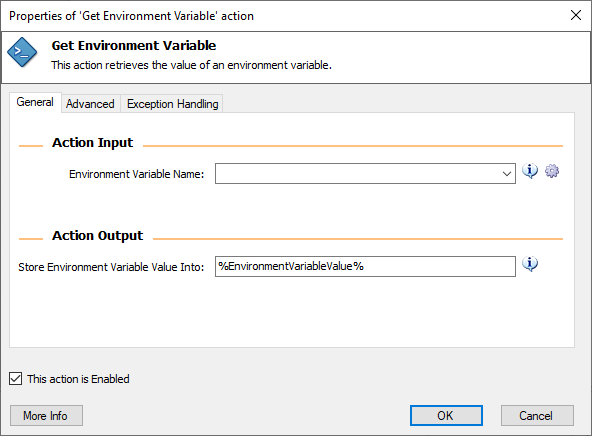 Properties of 'Get Environment Variable' action
Get Environment Variable
This action retrieves the value of an environment variable.
General Advanced Exception Handling
Action Input
Environment Variable Name:
Action Output
Store Environment Variable Value Into: %EnvironmentVariableValue%
This action is Enabled
More Info OK Cancel